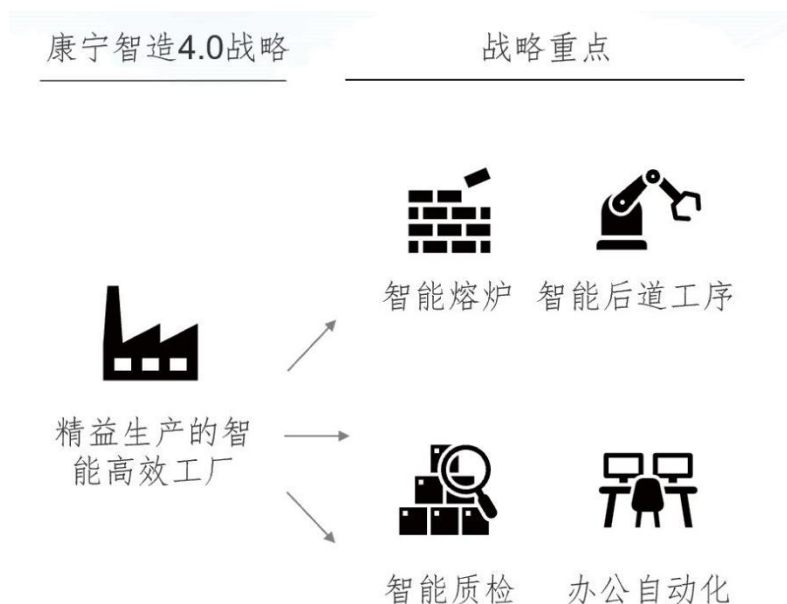 康宁智造4.0战略
战略重点
智能熔炉
智能后道工序
精益生产的智
能高效工厂
智能质检
办公自动化